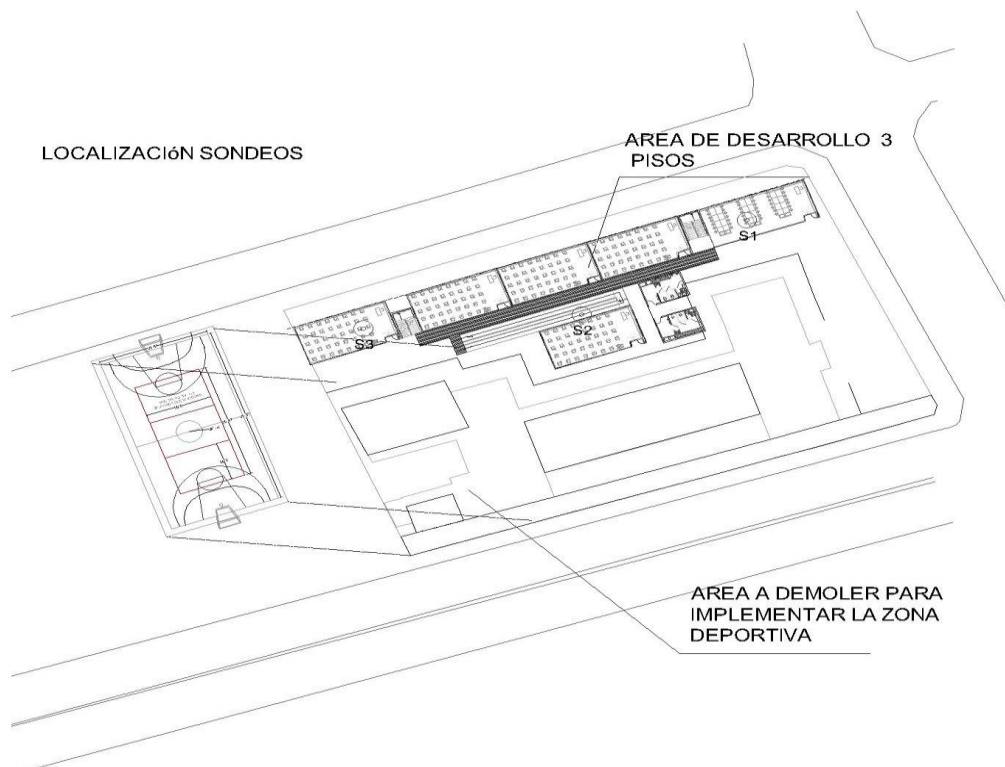 LOCALIZACIóN SONDEOS
AREA DE DESARROLLO 3
PISOS
S1
S2
S3
AREA A DEMOLER PARA
IMPLEMENTAR LA ZONA
DEPORTIVA